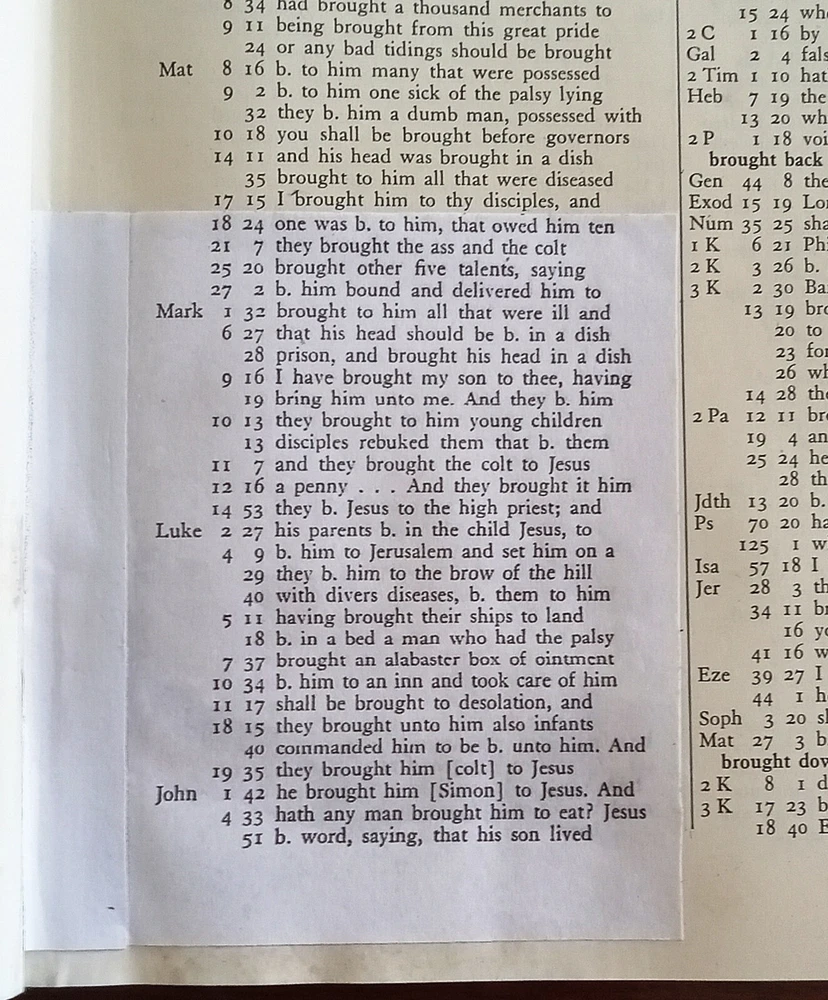 8 34 had brought a thousand merchants to
9 11 being brought from this great pride
24 or any bad tidings should be brought
Mat 8 16 b. to him many that were possessed
9 2 b. to him one sick of the palsy lying
32 they b. him a dumb man, possessed with
10 18 you shall be brought before governors
14 11 and his head was brought in a dish
35 brought to him all that were diseased
17 15 I brought him to thy disciples, and
18 24 one was b. to him, that owed him ten
21 7 they brought the ass and the colt
25 20 brought other five talents, saying
27 2 b. him bound and delivered him to
Mark 1 32 brought to him all that were ill and
6 27 that his head should be b. in a dish
28 prison, and brought his head in a dish
9 16 I have brought my son to thee, having
19 bring him unto me. And they b. him
10 13 they brought to him young children
13 disciples rebuked them that b. them
11 7 and they brought the colt to Jesus
12 16 a penny . . . And they brought it him
14 53 they b. Jesus to the high priest; and
Luke 2 27 his parents b. in the child Jesus, to
4 9 b. him to Jerusalem and set him on a
29 they b. him to the brow of the hill
40 with divers diseases, b. them to him
5 11 having brought their ships to land
18 b. in a bed a man who had the palsy
7 37 brought an alabaster box of ointment
10 34 b. him to an inn and took care of him
11 17 shall be brought to desolation, and
18 15 they brought unto him also infants
40 commanded him to be b. unto him. And
19 35 they brought him [colt] to Jesus
John 1 42 he brought him [Simon] to Jesus. And
4 33 hath any man brought him to eat? Jesus
51 b. word, saying, that his son lived
15 24
2 C 1 16 by
Gal 2 4
2 Tim 1 10
Heb 7 19 the
13 20
2 P 1 18
brought back
Gen 44 8
Exod 15 19
Num 35 25
1 K 6 21
2 K 3 26 b.
3 K 2 30
13 19
20 to
23
26
14 28
2 Pa 12 11
19 4
25 24 he
28
Jdth 13 20 b.
Ps 70 20
125 1
Isa 57 18 I
Jer 28 3
34 11
16
41 16
Eze 39 27 I
44 1
Soph 3 20
Mat 27 3
brought
2 K 8 1
3 K 17 23
18 40